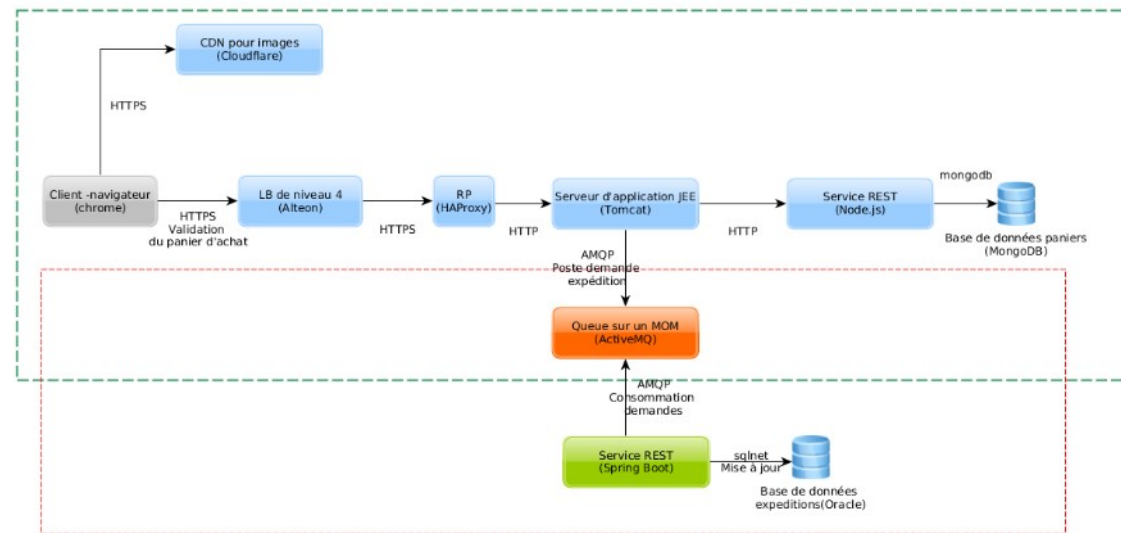 CDN pour images
(Cloudflare)
HTTPS
Client -navigateur
(chrome)
HTTPS
Validation
du panier d'achat
LB de niveau 4
(Alteon)
HTTPS
RP
(HAProxy)
HTTP
Serveur d'application JEE
(Tomcat)
HTTP
Service REST
(Node.js)
mongodb
Base de données paniers
(MongoDB)
AMQP
Poste demande
expédition
Queue sur un MOM
(ActiveMQ)
AMQP
Consommation
demandes
Service REST
(Spring Boot)
sqlnet
Mise à jour
Base de données
expeditions(Oracle)